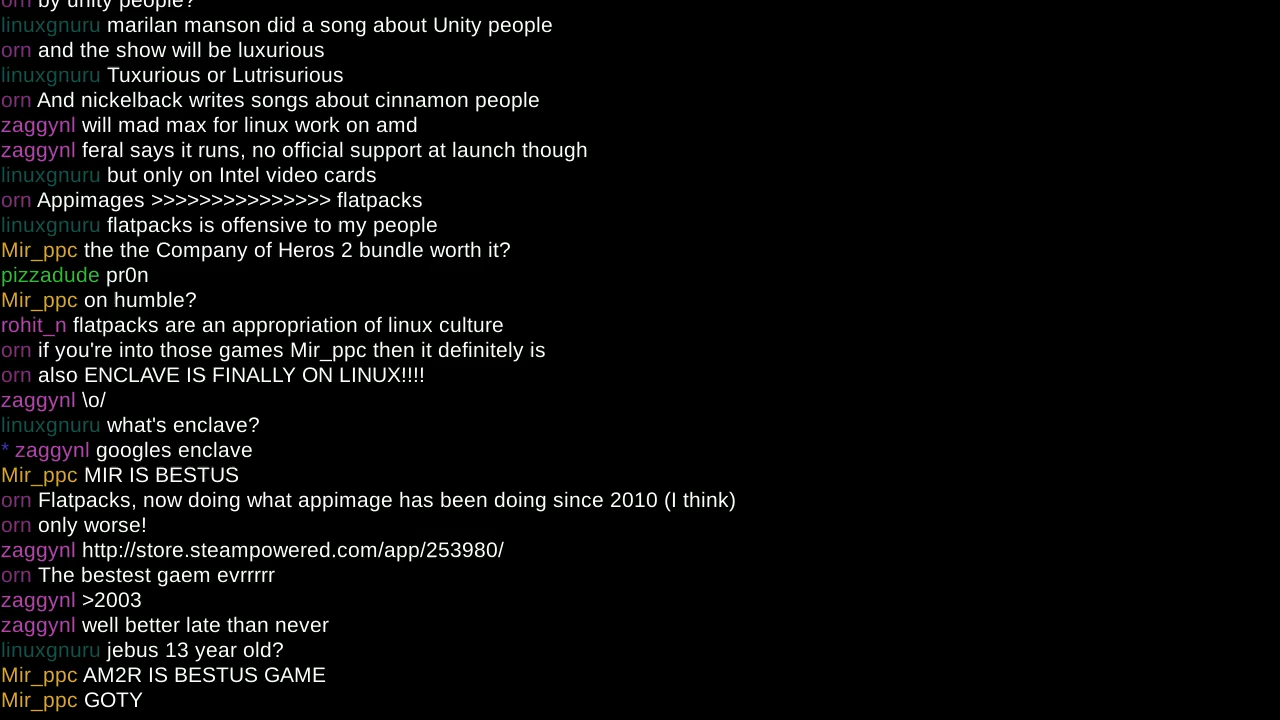 orn by unity people?
linuxgnuru marilan manson did a song about Unity people
orn and the show will be luxurious
linuxgnuru Tuxurious or Lutrisurious
orn And nickelback writes songs about cinnamon people
zaggynl will mad max for linux work on amd
zaggynl feral says it runs, no official support at launch though
linuxgnuru but only on Intel video cards
orn Appimages >>>>>>>>>>>>>>> flatpacks
linuxgnuru flatpacks is offensive to my people
Mir_ppc the the Company of Heros 2 bundle worth it?
pizzadude pr0n
Mir_ppc on humble?
rohit_n flatpacks are an appropriation of linux culture
orn if you're into those games Mir_ppc then it definitely is
orn also ENCLAVE IS FINALLY ON LINUX!!!!
zaggynl \o/
linuxgnuru what's enclave?
* zaggynl googles enclave
Mir_ppc MIR IS BESTUS
orn Flatpacks, now doing what appimage has been doing since 2010 (I think)
orn only worse!
zaggynl http://store.steampowered.com/app/253980/
orn The bestest gaem evrrrrr
zaggynl >2003
zaggynl well better late than never
linuxgnuru jebus 13 year old?
Mir_ppc AM2R IS BESTUS GAME
Mir_ppc GOTY